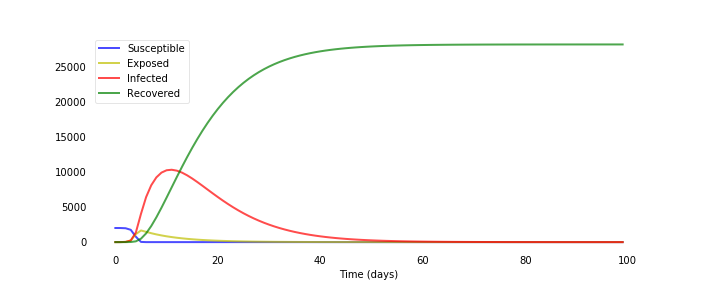 Susceptible
Exposed
Infected
Recovered
25000
20000
15000
10000
5000
0
0 20 40 60 80 100
Time (days)